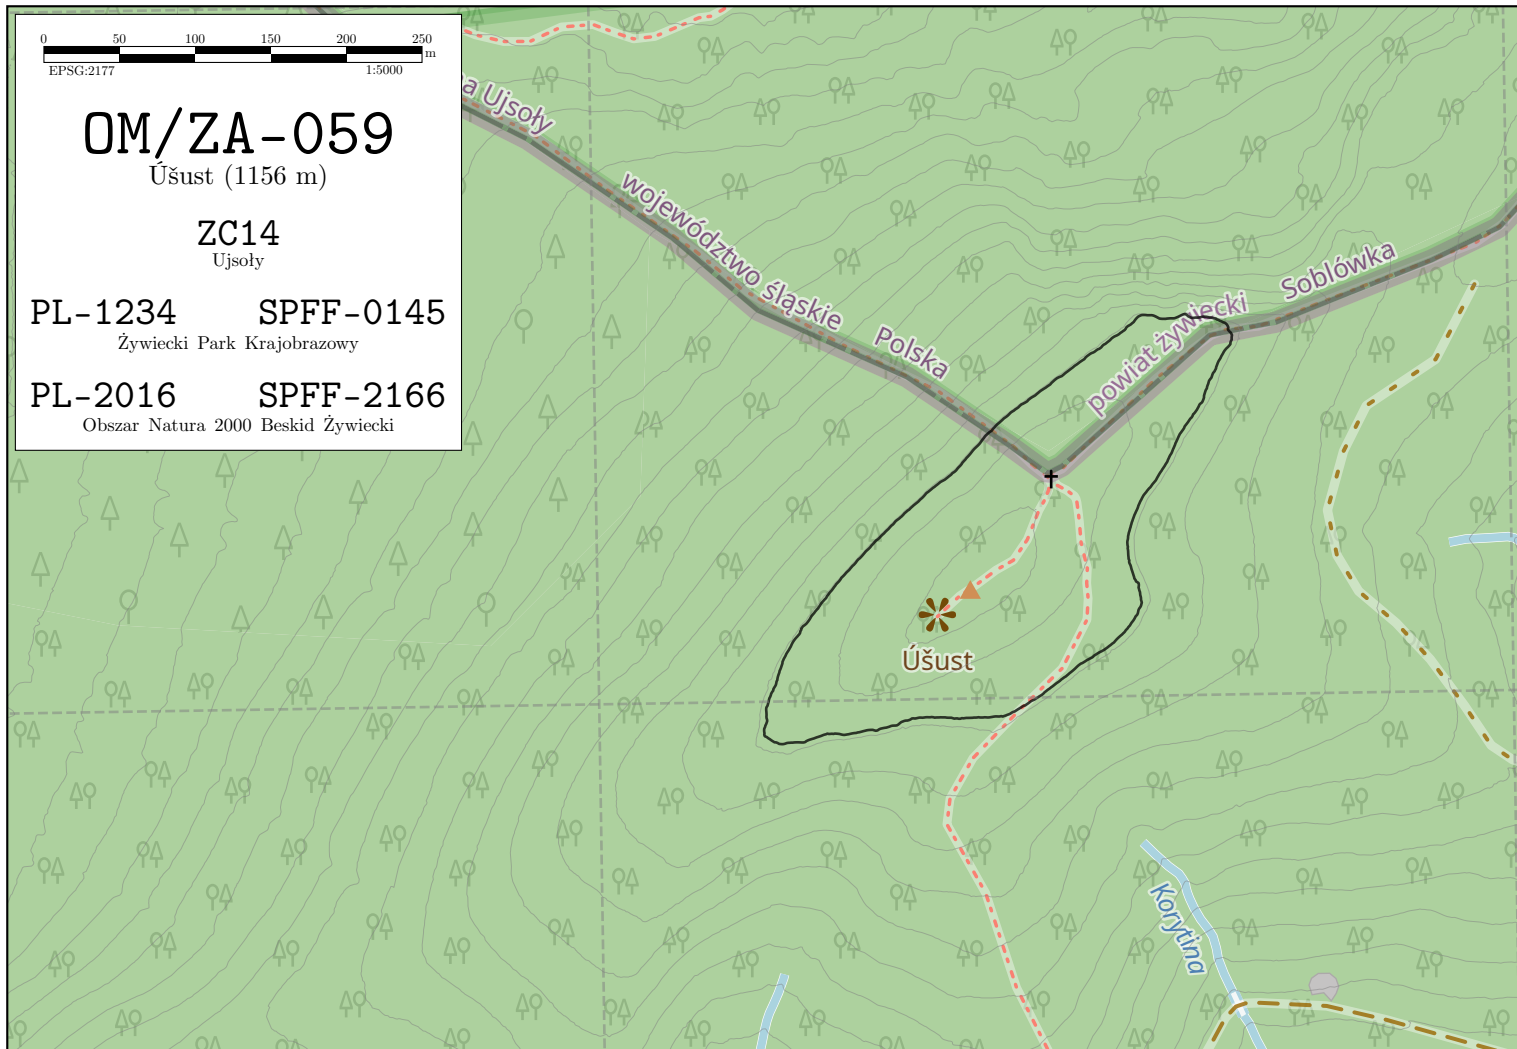 0 50 100 150 200 250
m
EPSG:2177 1:5000
OM/ZA-059
Úšust (1156 m)
ZC14
Ujsoły
PL-1234 SPFF-0145
Żywiecki Park Krajobrazowy
PL-2016 SPFF-2166
Obszar Natura 2000 Beskid Żywiecki
a Ujsoły
województwo śląskie
Polska
powiat żywiecki
Soblówka
Úšust
Korytina